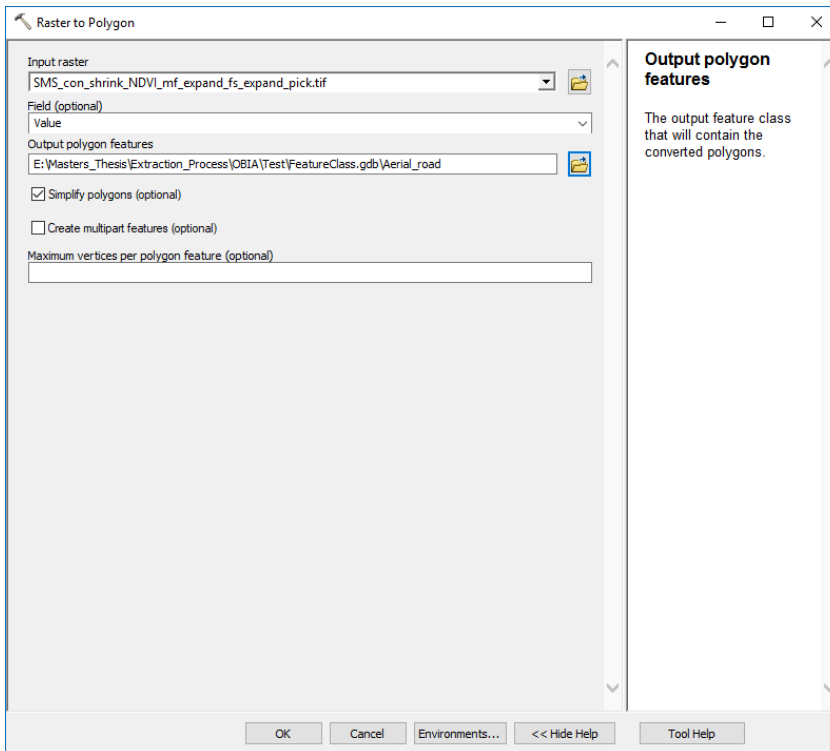 Raster to Polygon
Input raster
SMS_con_shrink_NDVI_mf_expand_fs_expand_pick.tif
Field (optional)
Value
Output polygon features
E:\Masters_Thesis\Extraction_Process\OBIA\Test\FeatureClass.gdb\Aerial_road
Simplify polygons (optional)
Create multipart features (optional)
Maximum vertices per polygon feature (optional)
Output polygon
features
The output feature class
that will contain the
converted polygons.
OK
Cancel
Environments...
<< Hide Help
Tool Help